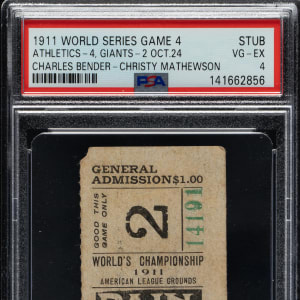 1911 WORLD SERIES GAME 4 STUB
ATHLETICS-4, GIANTS-2 OCT.24 VG-EX
CHARLES BENDER-CHRISTY MATHEWSON 4
PSA 141662856
GENERAL
ADMISSION $1.00
GOOD THIS
GAME ONLY
2
WORLD'S CHAMPIONSHIP
1911
AMERICAN LEAGUE GROUNDS